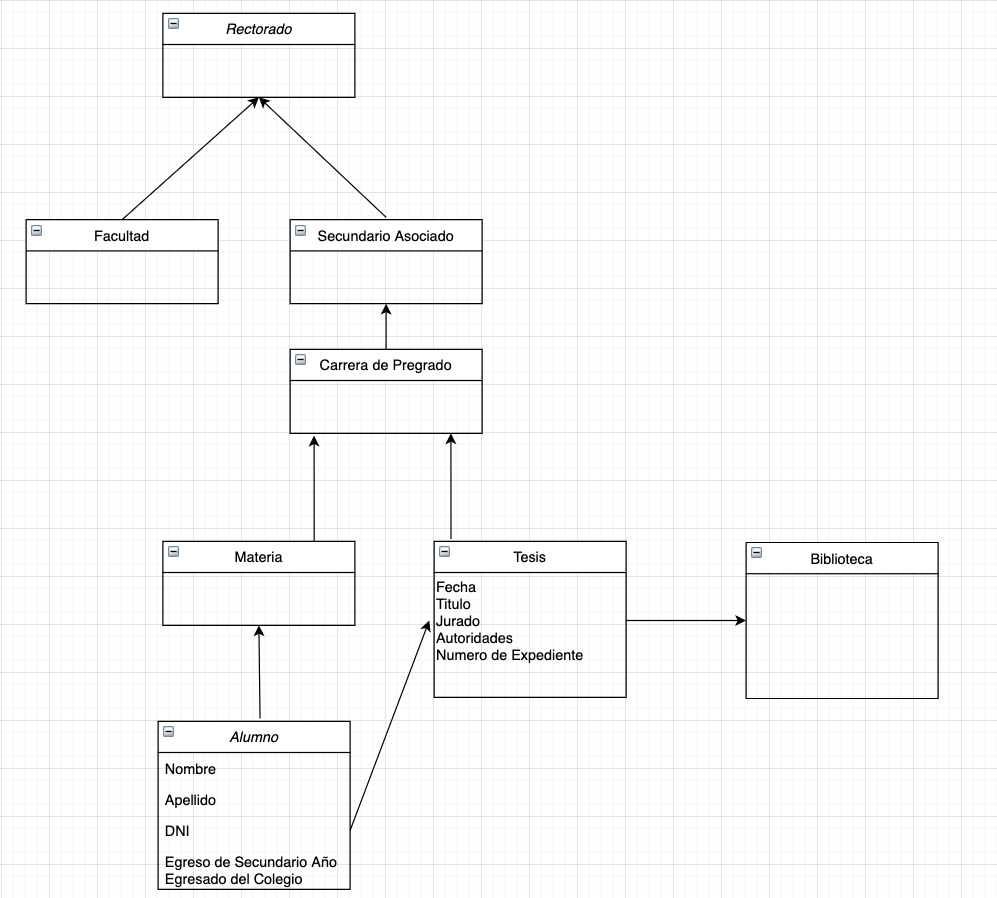 Rectorado
Facultad
Secundario Asociado
Carrera de Pregrado
Materia
Tesis
Fecha
Titulo
Jurado
Autoridades
Numero de Expediente
Biblioteca
Alumno
Nombre
Apellido
DNI
Egreso de Secundario Año
Egresado del Colegio